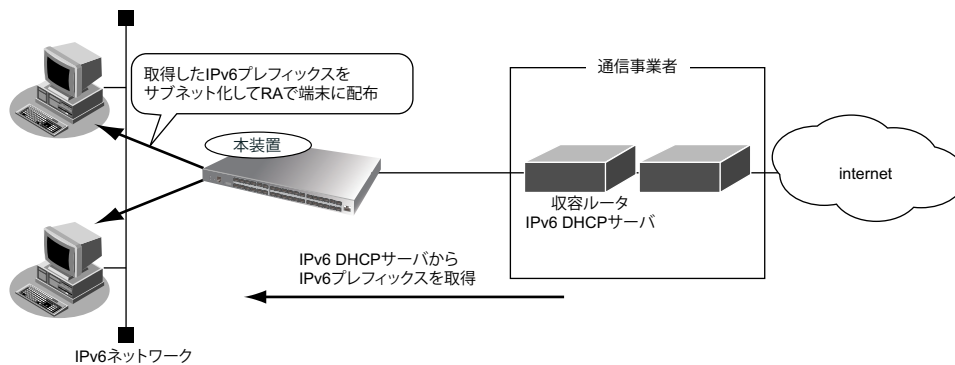 取得したIPv6プレフィックスを
サブネット化してRAで端末に配布
本装置
通信事業者
収容ルータ
IPv6 DHCPサーバ
internet
IPv6 DHCPサーバから
IPv6プレフィックスを取得
IPv6ネットワーク